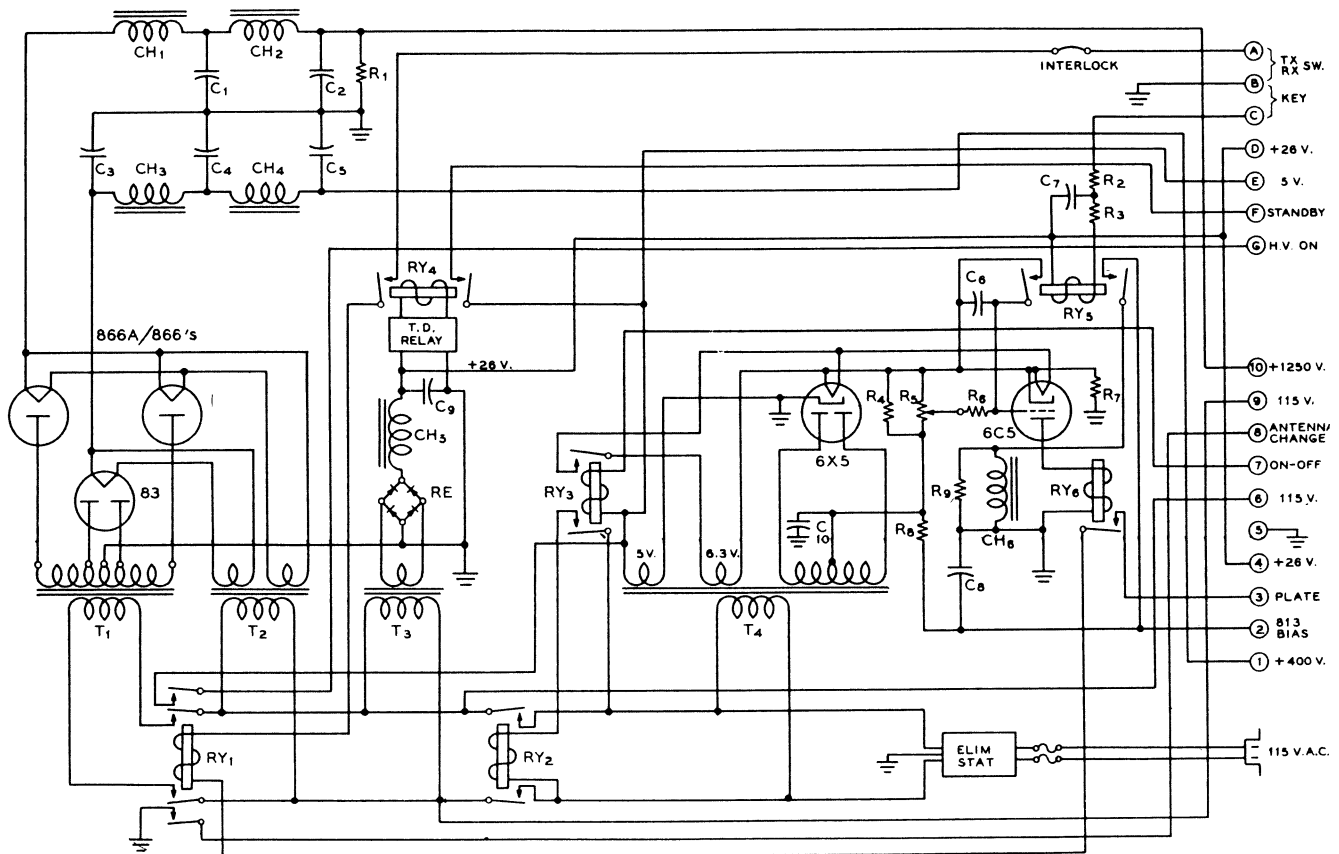 CH1
CH2
C1
C2
R1
C3
CH3
C4
CH4
C5
INTERLOCK
A
TX RX SW.
B
KEY
C
D +26 V.
E 5 V.
F STANDBY
G H.V. ON
C7
R2
R3
RY4
T.D. RELAY
+26 V.
C9
CH5
RE
C6
RY5
866A/866's
83
RY3
6X5
R4
R5
R6
6C5
R7
R9
CH6
RY6
C10
R8
C8
5 V.
6.3 V.
T1
T2
T3
T4
10 +1250 V.
9 115 V.
8 ANTENNA CHANGE
7 ON-OFF
6 115 V.
5
4 +26 V.
3 PLATE
2 813 BIAS
1 +400 V.
RY1
RY2
ELIM STAT
115 V.A.C.